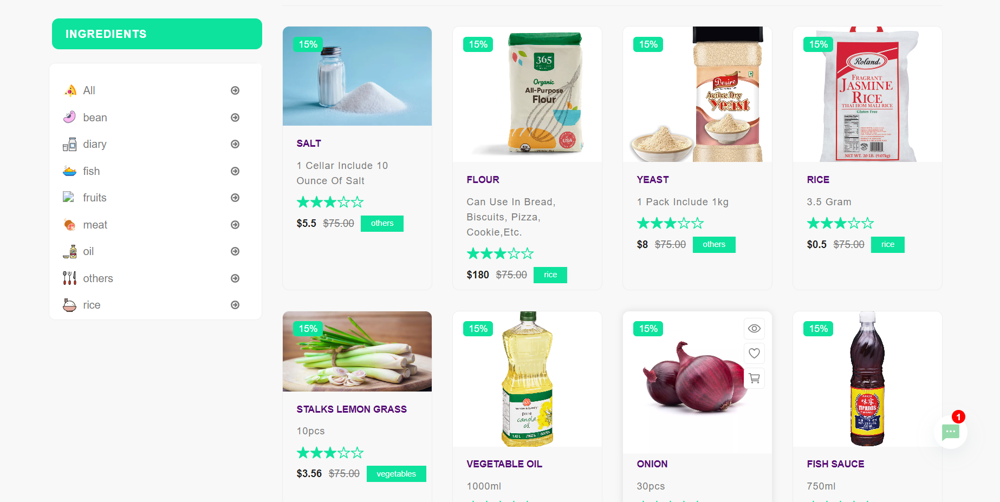 INGREDIENTS
All
bean
diary
fish
fruits
meat
oil
others
rice
15%
SALT
1 Cellar Include 10
Ounce Of Salt
$5.5 $75.00 others
15%
365
Organic
All-Purpose
Flour
USA
FLOUR
Can Use In Bread,
Biscuits, Pizza,
Cookie,Etc.
$180 $75.00 rice
15%
Desire
Active Dry
Yeast
YEAST
1 Pack Include 1kg
$8 $75.00 others
15%
Roland
FRAGRANT
JASMINE
RICE
THAI HOM MALI RICE
Gluten Free
NET WT. 20 LB. (9.07kg)
RICE
3.5 Gram
$0.5 $75.00 rice
15%
STALKS LEMON GRASS
10pcs
$3.56 $75.00 vegetables
15%
western family
pure
canola
oil
1.42 L
VEGETABLE OIL
1000ml
15%
ONION
30pcs
15%
TIPAROS
FISH SAUCE
750ml
1